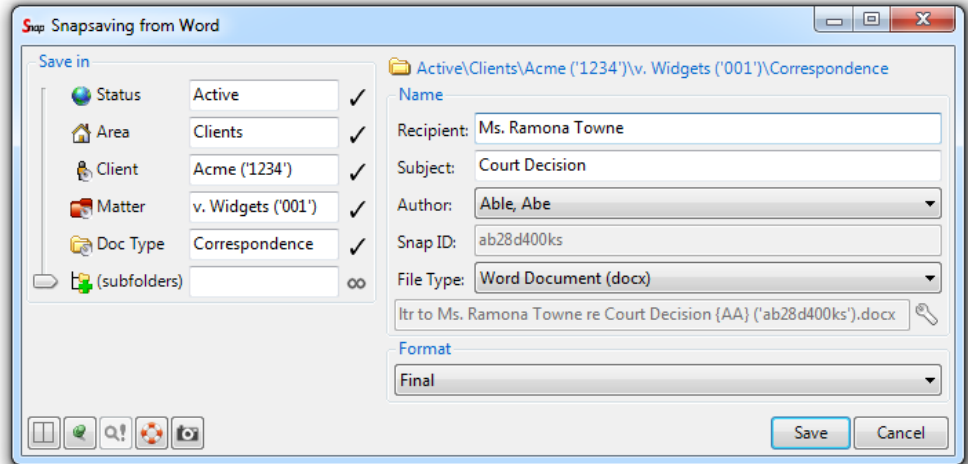 Snap Snapsaving from Word
Save in
Status Active
Area Clients
Client Acme ('1234')
Matter v. Widgets ('001')
Doc Type Correspondence
(subfolders)
Active\Clients\Acme ('1234')\v. Widgets ('001')\Correspondence
Name
Recipient: Ms. Ramona Towne
Subject: Court Decision
Author: Able, Abe
Snap ID: ab28d400ks
File Type: Word Document (docx)
ltr to Ms. Ramona Towne re Court Decision {AA} ('ab28d400ks').docx
Format
Final
Save Cancel